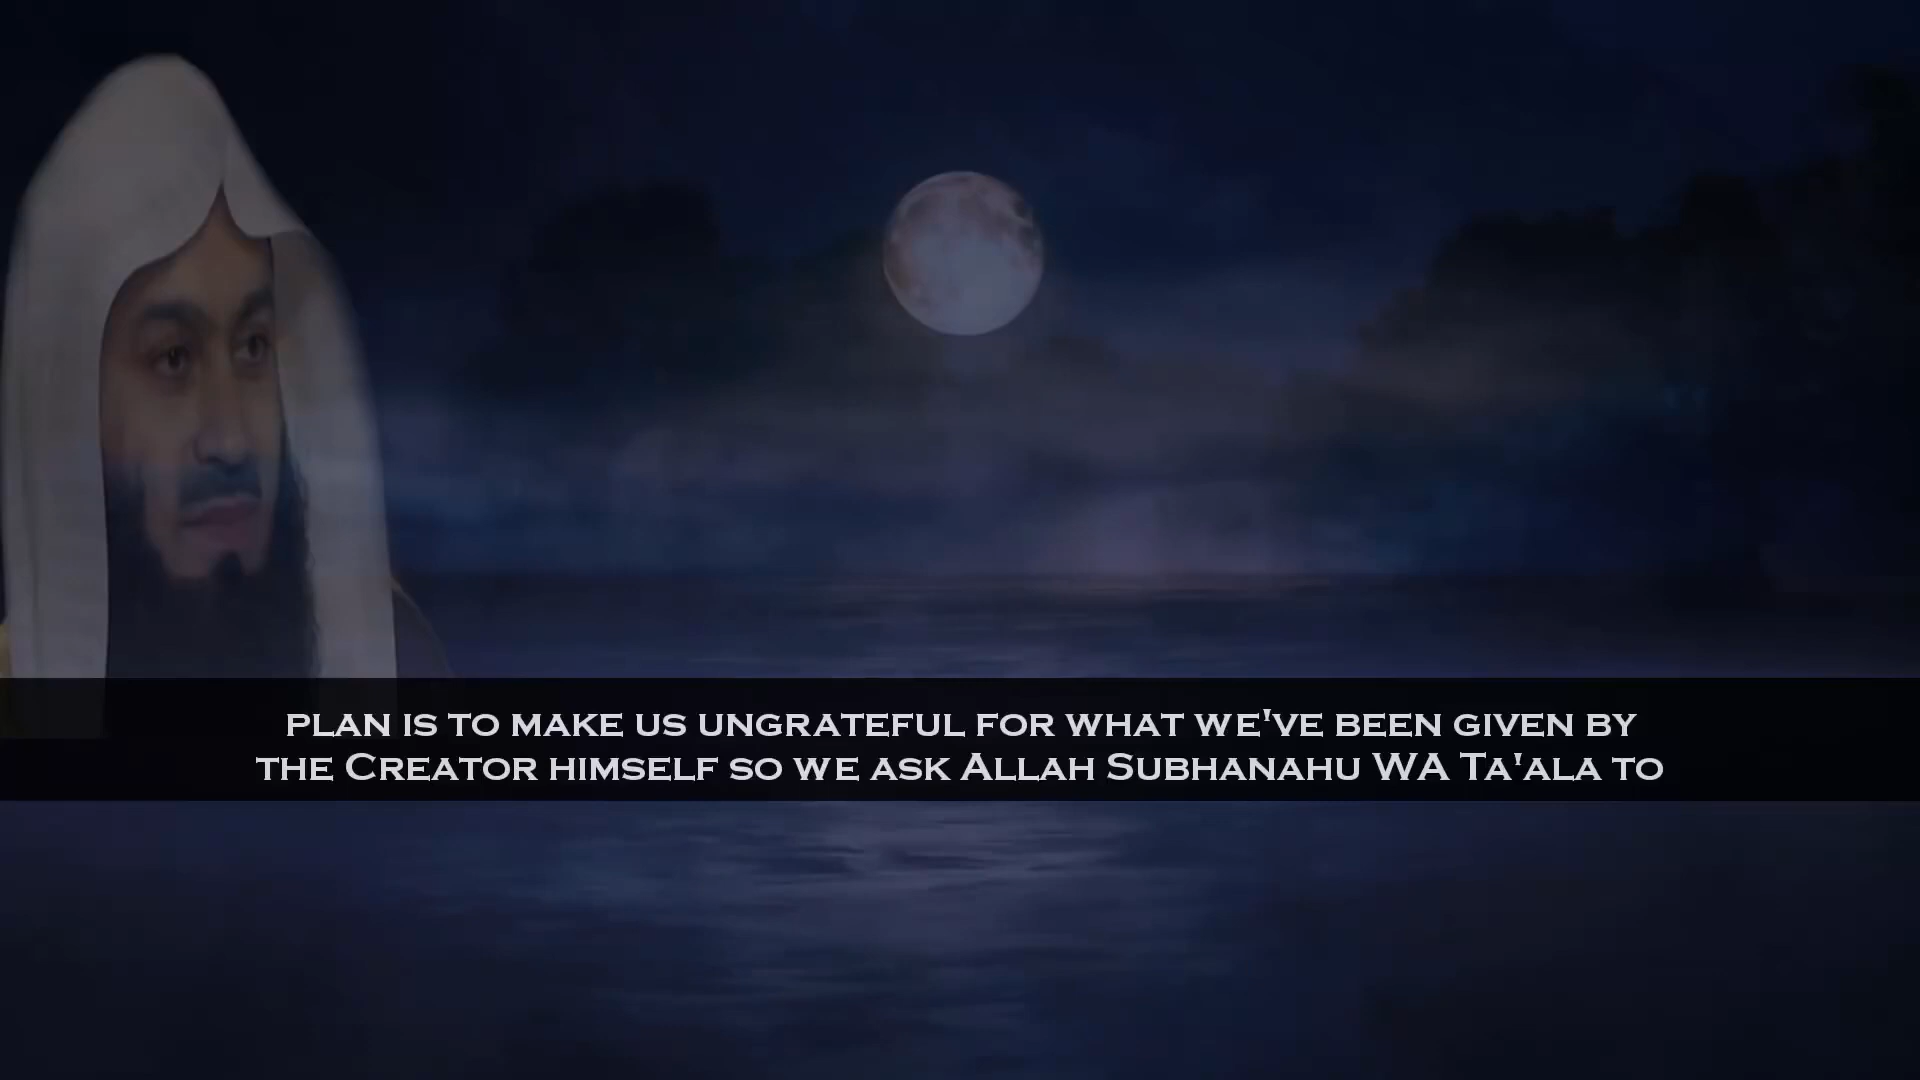 PLAN IS TO MAKE US UNGRATEFUL FOR WHAT WE'VE BEEN GIVEN BY
THE CREATOR HIMSELF SO WE ASK ALLAH SUBHANAHU WA TA'ALA TO